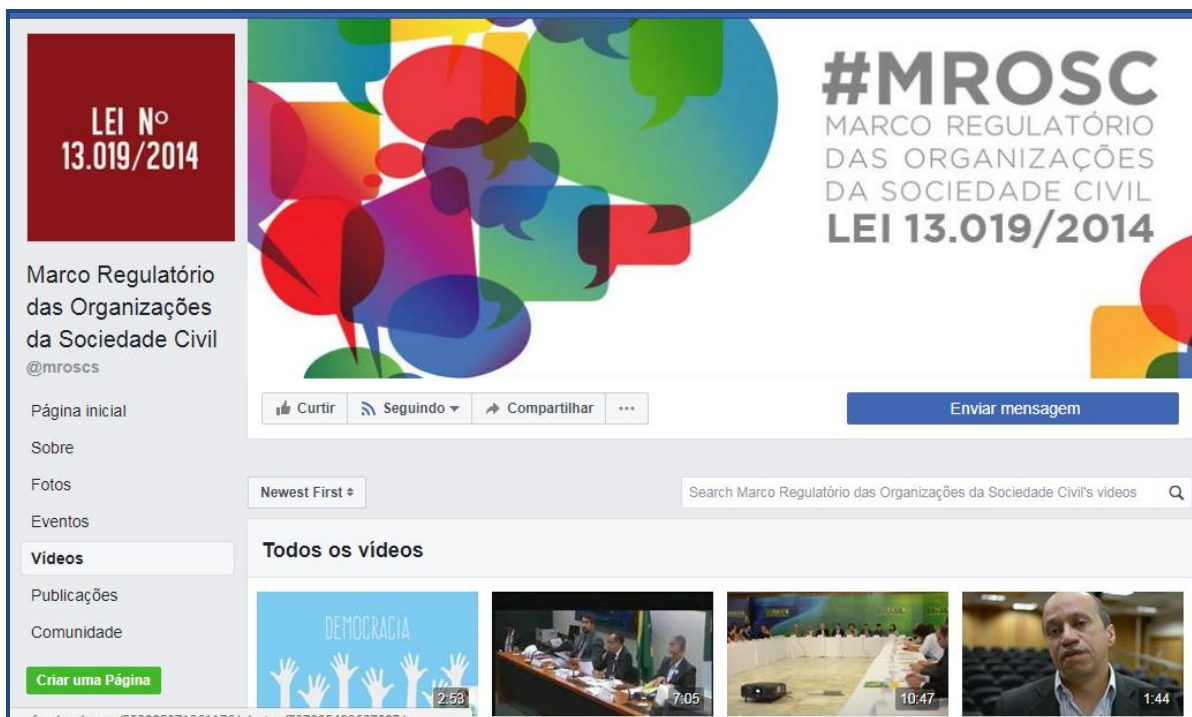 LEI Nº
13.019/2014
#MROSC
MARCO REGULATÓRIO
DAS ORGANIZAÇÕES
DA SOCIEDADE CIVIL
LEI 13.019/2014
Marco Regulatório
das Organizações
da Sociedade Civil
@mroscs
Página inicial
Sobre
Fotos
Eventos
Vídeos
Publicações
Comunidade
Criar uma Página
Curtir Seguindo Compartilhar ...
Enviar mensagem
Newest First
Search Marco Regulatório das Organizações da Sociedade Civil's videos
Todos os vídeos
DEMOCRACIA
2:53
7:05
10:47
1:44